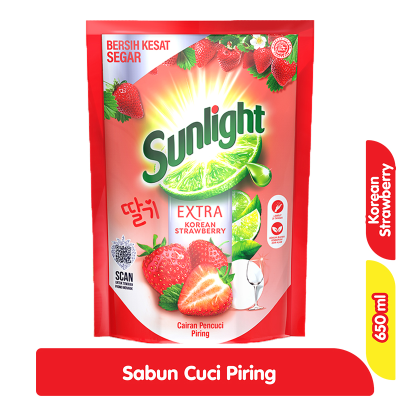 BERSIH KESAT
SEGAR
Sunlight
딸기
EXTRA
KOREAN
STRAWBERRY
SCAN
Cairan Pencuci
Piring
Korean
Strawberry
650 ml
Sabun Cuci Piring